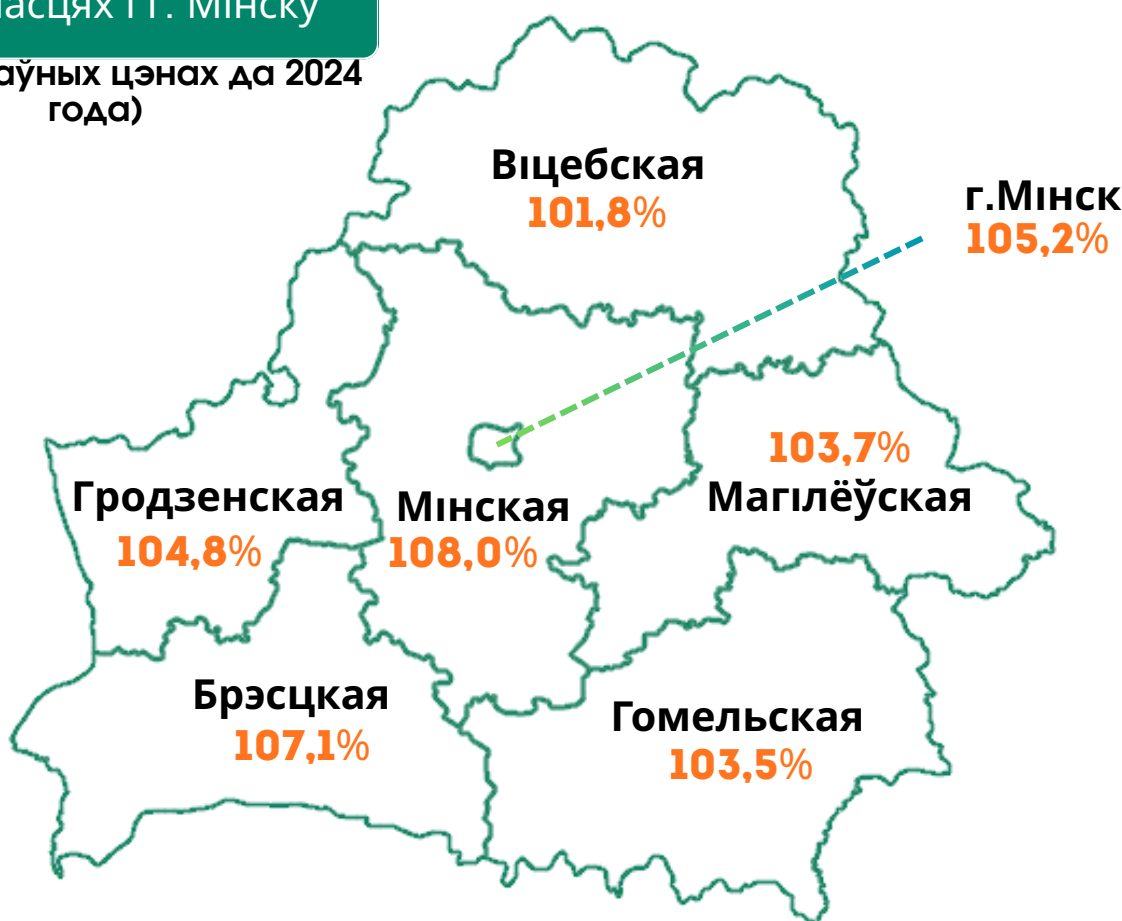 г. Мінску
цэнах да 2024
года)
Віцебская
101,8%
г.Мінск
105,2%
103,7%
Магілёўская
Гродзенская
104,8%
Мінская
108,0%
Брэсцкая
107,1%
Гомельская
103,5%